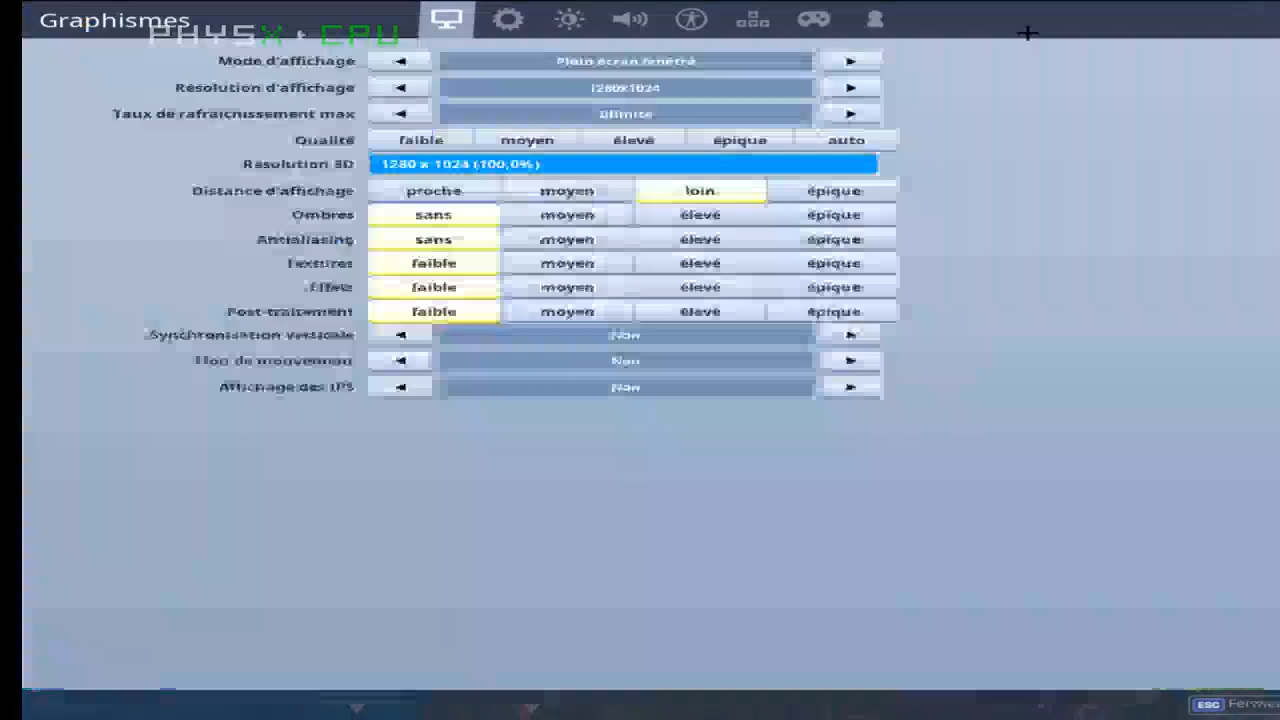 Graphismes
PHYSX › CPU
Mode d'affichage ◄ Plein écran fenêtré ►
Résolution d'affichage ◄ 1280x1024 ►
Taux de rafraîchissement max ◄ Illimité ►
Qualité faible moyen élevé épique auto
Résolution 3D 1280 x 1024 (100,0%)
Distance d'affichage proche moyen loin épique
Ombres sans moyen élevé épique
Antialiasing sans moyen élevé épique
Textures faible moyen élevé épique
Effets faible moyen élevé épique
Post-traitement faible moyen élevé épique
Synchronisation verticale ◄ Non ►
Flou de mouvement ◄ Non ►
Affichage des IPS ◄ Non ►
ESC Fermer